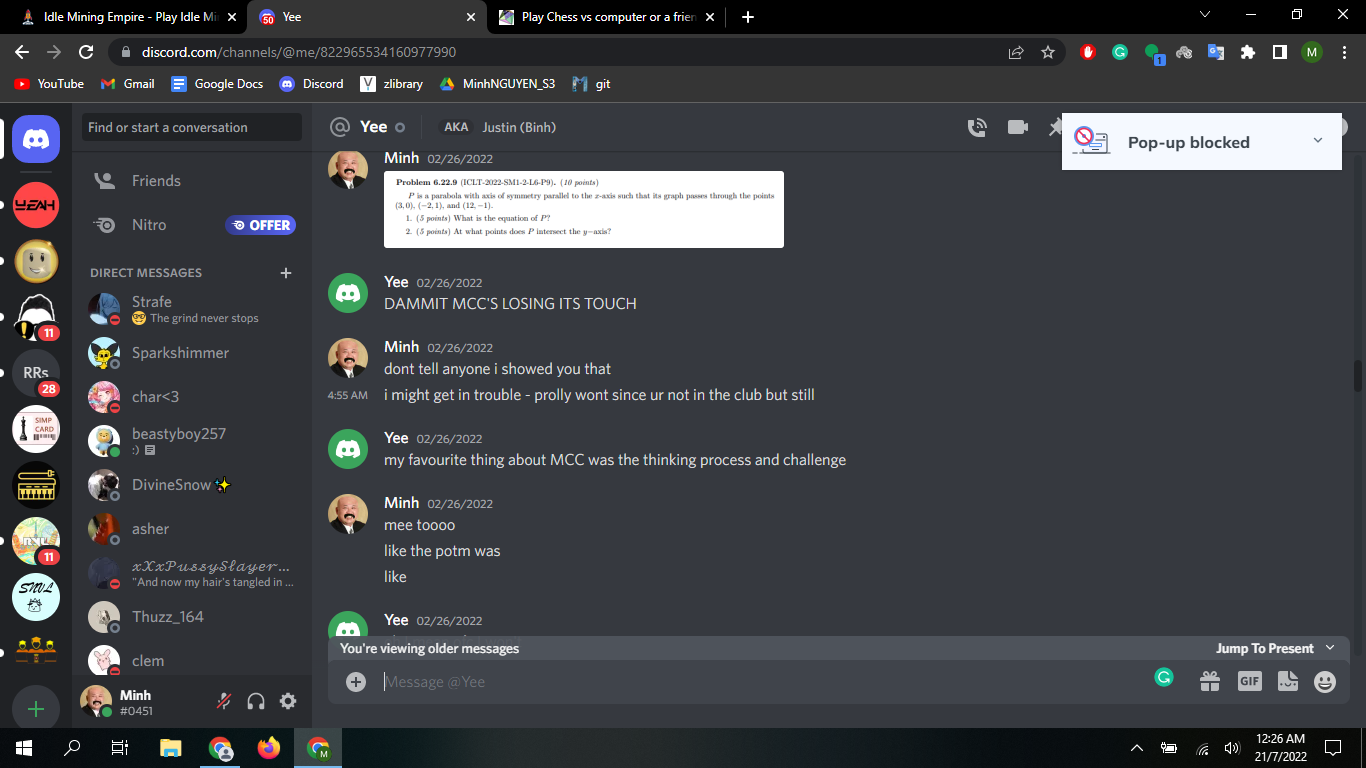 Idle Mining Empire - Play Idle Mi
50
Yee
Play Chess vs computer or a frien
discord.com/channels/@me/822965534160977990
1
M
YouTube
Gmail
Google Docs
Discord
zlibrary
MinhNGUYEN_S3
git
Find or start a conversation
Yee
AKA
Justin (Binh)
Pop-up blocked
Friends
Nitro
OFFER
DIRECT MESSAGES
YEAH
11
RRs
28
SIMP
CARD
11
SNVL
Strafe
🤓 The grind never stops
Sparkshimmer
char<3
beastyboy257
:)
DivineSnow✨
asher
𝔁𝓧𝔁𝓟𝓾𝓼𝓼𝔂𝓢𝓵𝓪𝔂𝓮𝓻...
"And now my hair's tangled in ...
Thuzz_164
clem
Minh
#0451
Minh 02/26/2022
Problem 6.22.9 (ICLT-2022-SM1-2-L6-P9). (10 points)
P is a parabola with axis of symmetry parallel to the x-axis such that its graph passes through the points
(3, 0), (−2, 1), and (12, −1).
1. (5 points) What is the equation of P?
2. (5 points) At what points does P intersect the y−axis?
Yee 02/26/2022
DAMMIT MCC'S LOSING ITS TOUCH
Minh 02/26/2022
dont tell anyone i showed you that
4:55 AM i might get in trouble - prolly wont since ur not in the club but still
Yee 02/26/2022
my favourite thing about MCC was the thinking process and challenge
Minh 02/26/2022
mee toooo
like the potm was
like
Yee 02/26/2022
You're viewing older messages
Jump To Present
Message @Yee
GIF
M
12:26 AM
21/7/2022